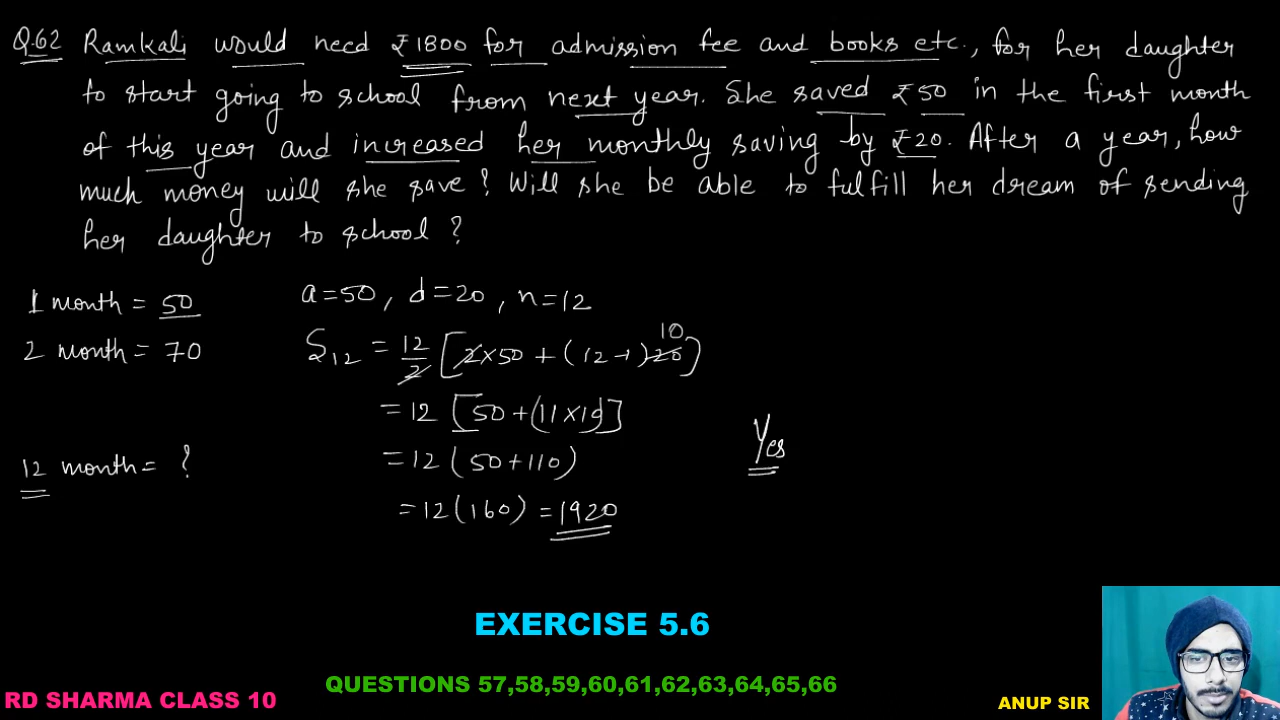 Q.62 Ramkali would need ₹1800 for admission fee and books etc., for her daughter
to start going to school from next year. She saved ₹50 in the first month
of this year and increased her monthly saving by ₹20. After a year, how
much money will she save? Will she be able to fulfill her dream of sending
her daughter to school?
1 month = 50
a=50, d=20, n=12
2 month = 70
S12 = 12/2 [2×50 + (12-1)20] 10
= 12 [50+(11×10)]
Yes
12 month = ?
= 12 (50+110)
= 12 (160) = 1920
EXERCISE 5.6
QUESTIONS 57,58,59,60,61,62,63,64,65,66
RD SHARMA CLASS 10
ANUP SIR